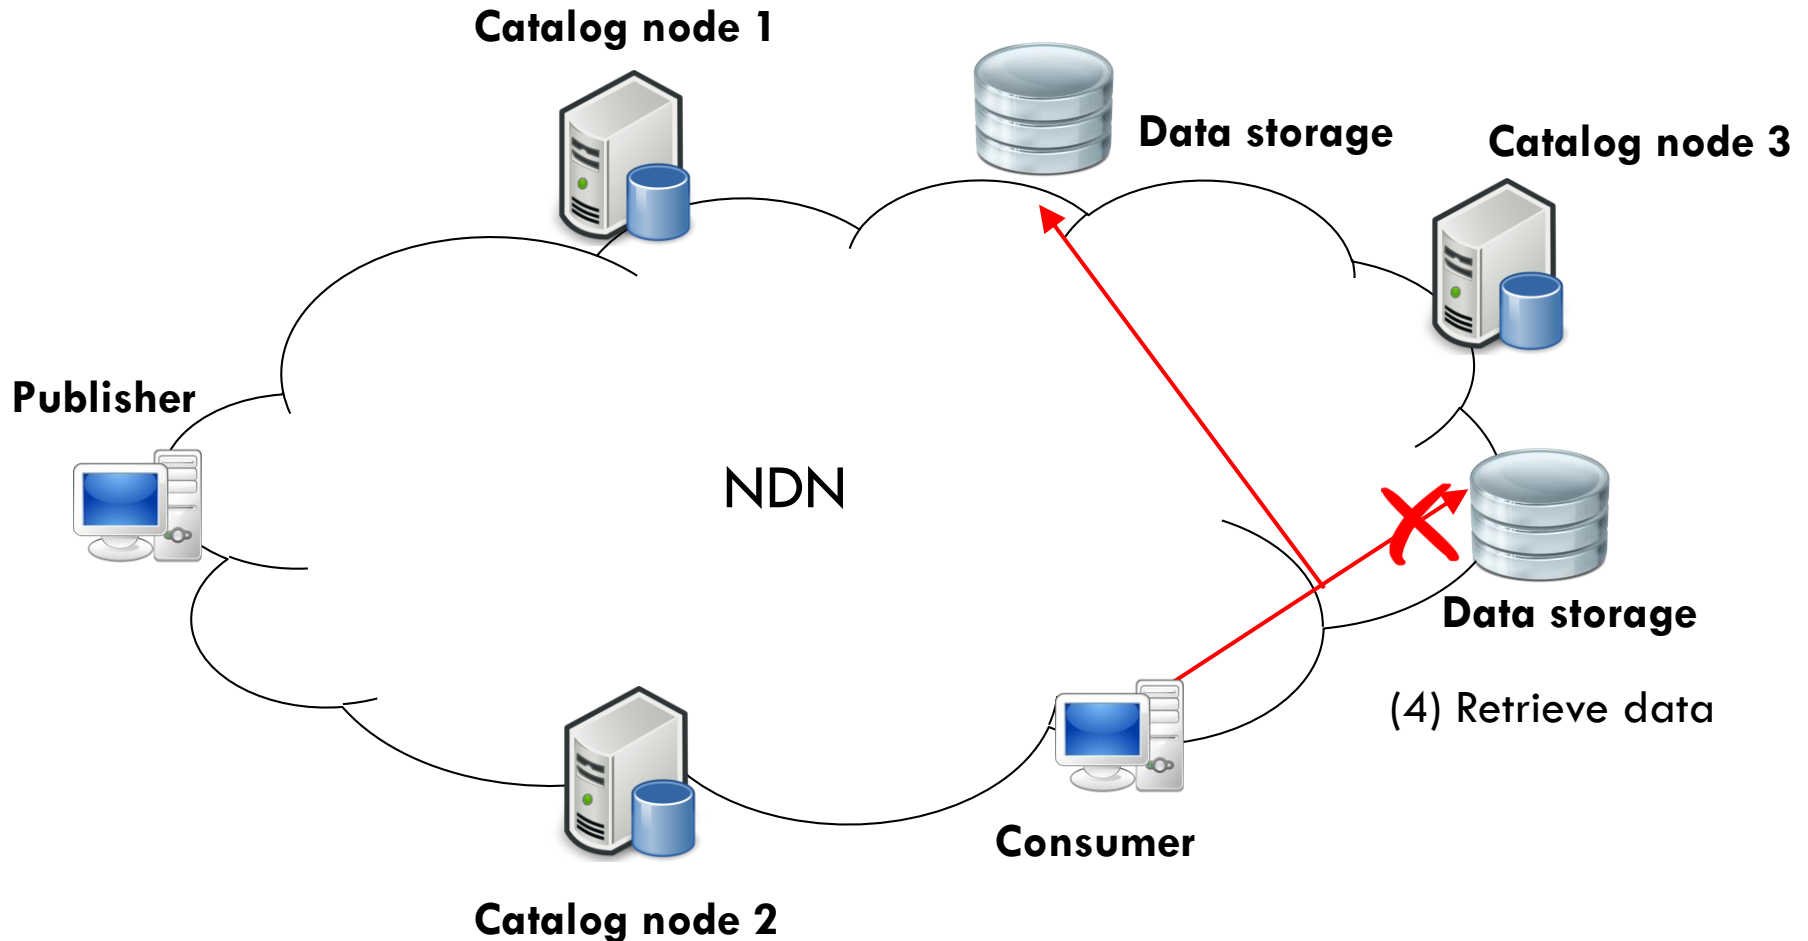 Catalog node 1
Data storage
Catalog node 3
Publisher
NDN
Data storage
(4) Retrieve data
Consumer
Catalog node 2